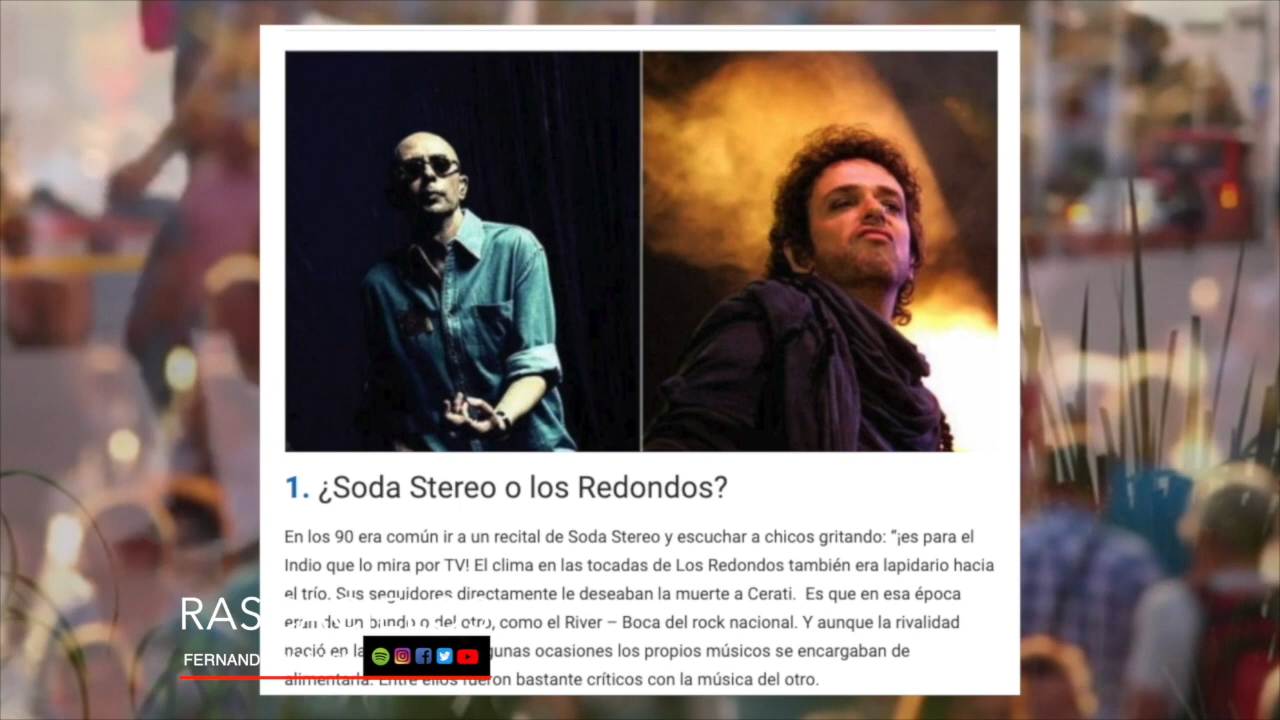 1. ¿Soda Stereo o los Redondos?
En los 90 era común ir a un recital de Soda Stereo y escuchar a chicos gritando: “¡es para el
Indio que lo mira por TV! El clima en las tocadas de Los Redondos también era lapidario hacia
el trío. Sus seguidores directamente le deseaban la muerte a Cerati. Es que en esa época
eran de un bando o del otro, como el River – Boca del rock nacional. Y aunque la rivalidad
nació en la gunas ocasiones los propios músicos se encargaban de
alimentarla. Entre ellos fueron bastante críticos con la música del otro.
RAS
FERNAND